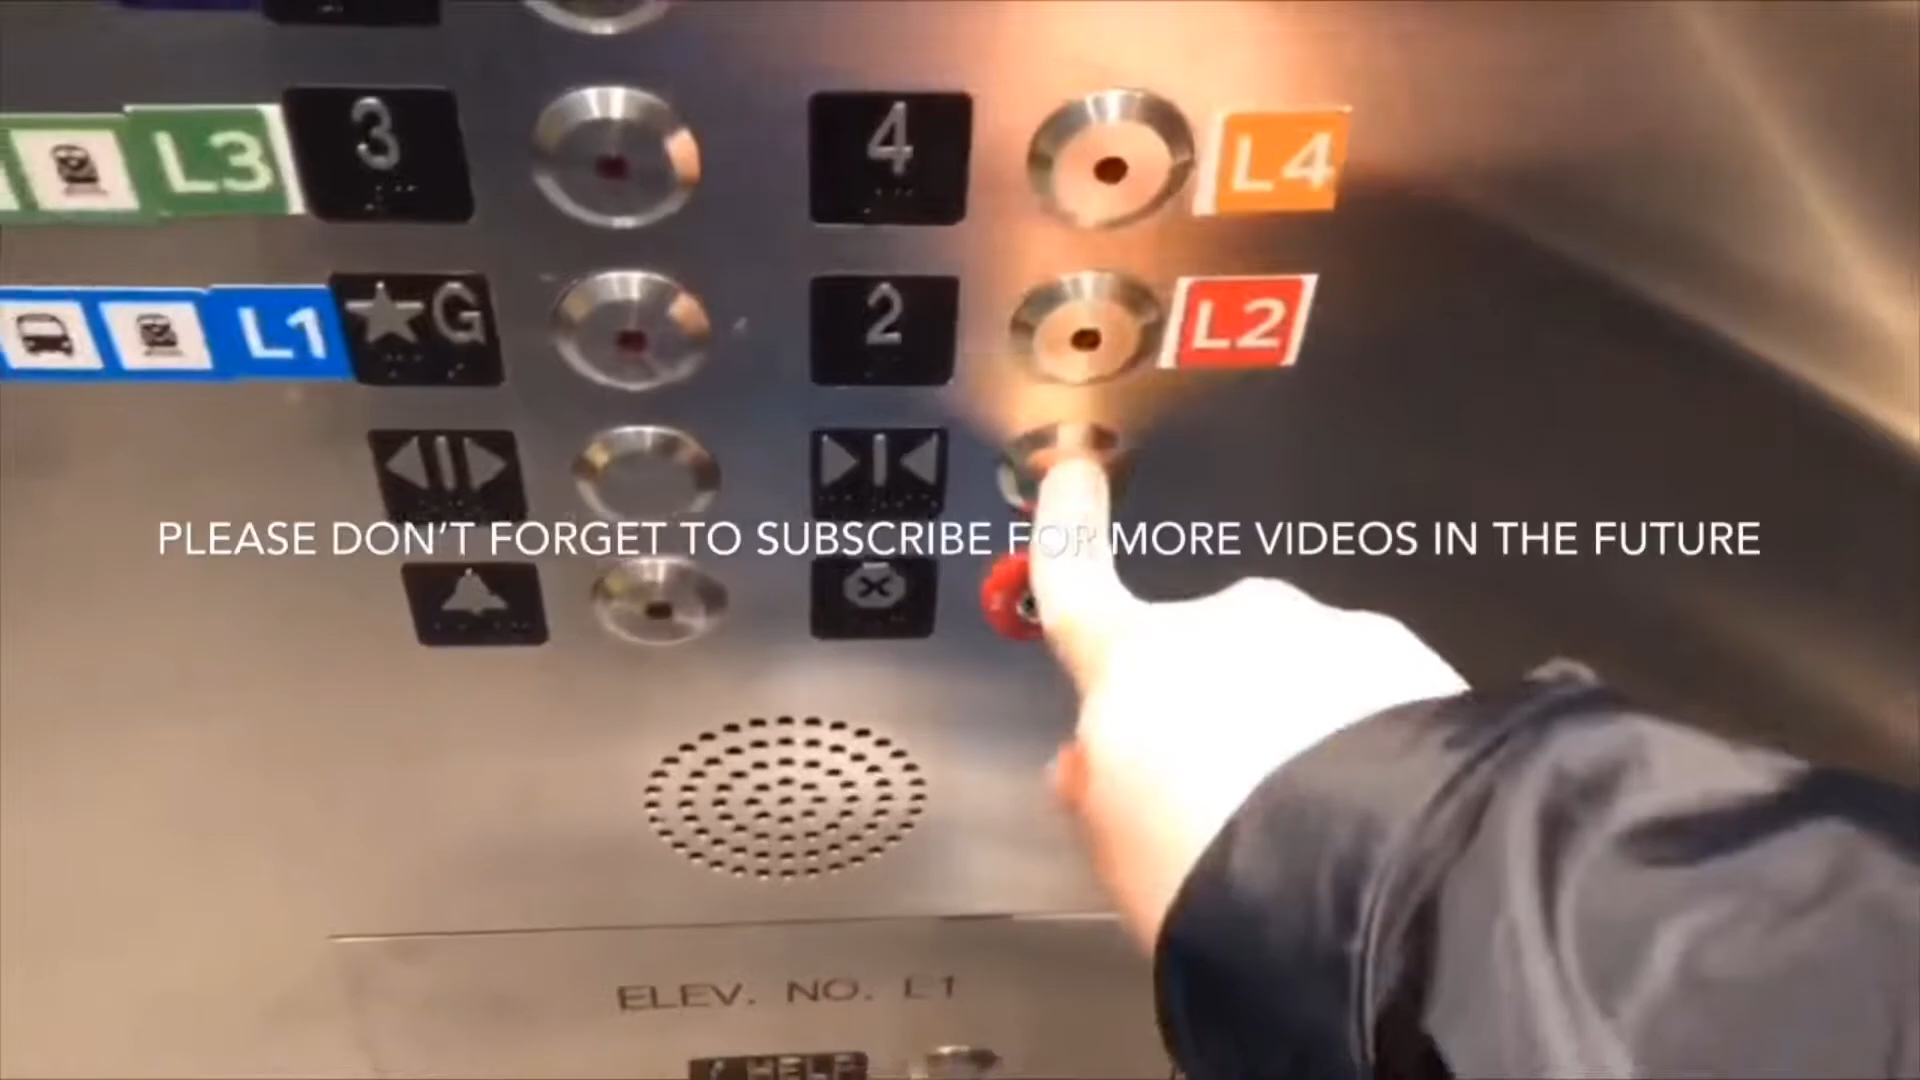 L3 3 4 L4
L1 ★G 2 L2
PLEASE DON'T FORGET TO SUBSCRIBE FOR MORE VIDEOS IN THE FUTURE
ELEV. NO. E1
HELP